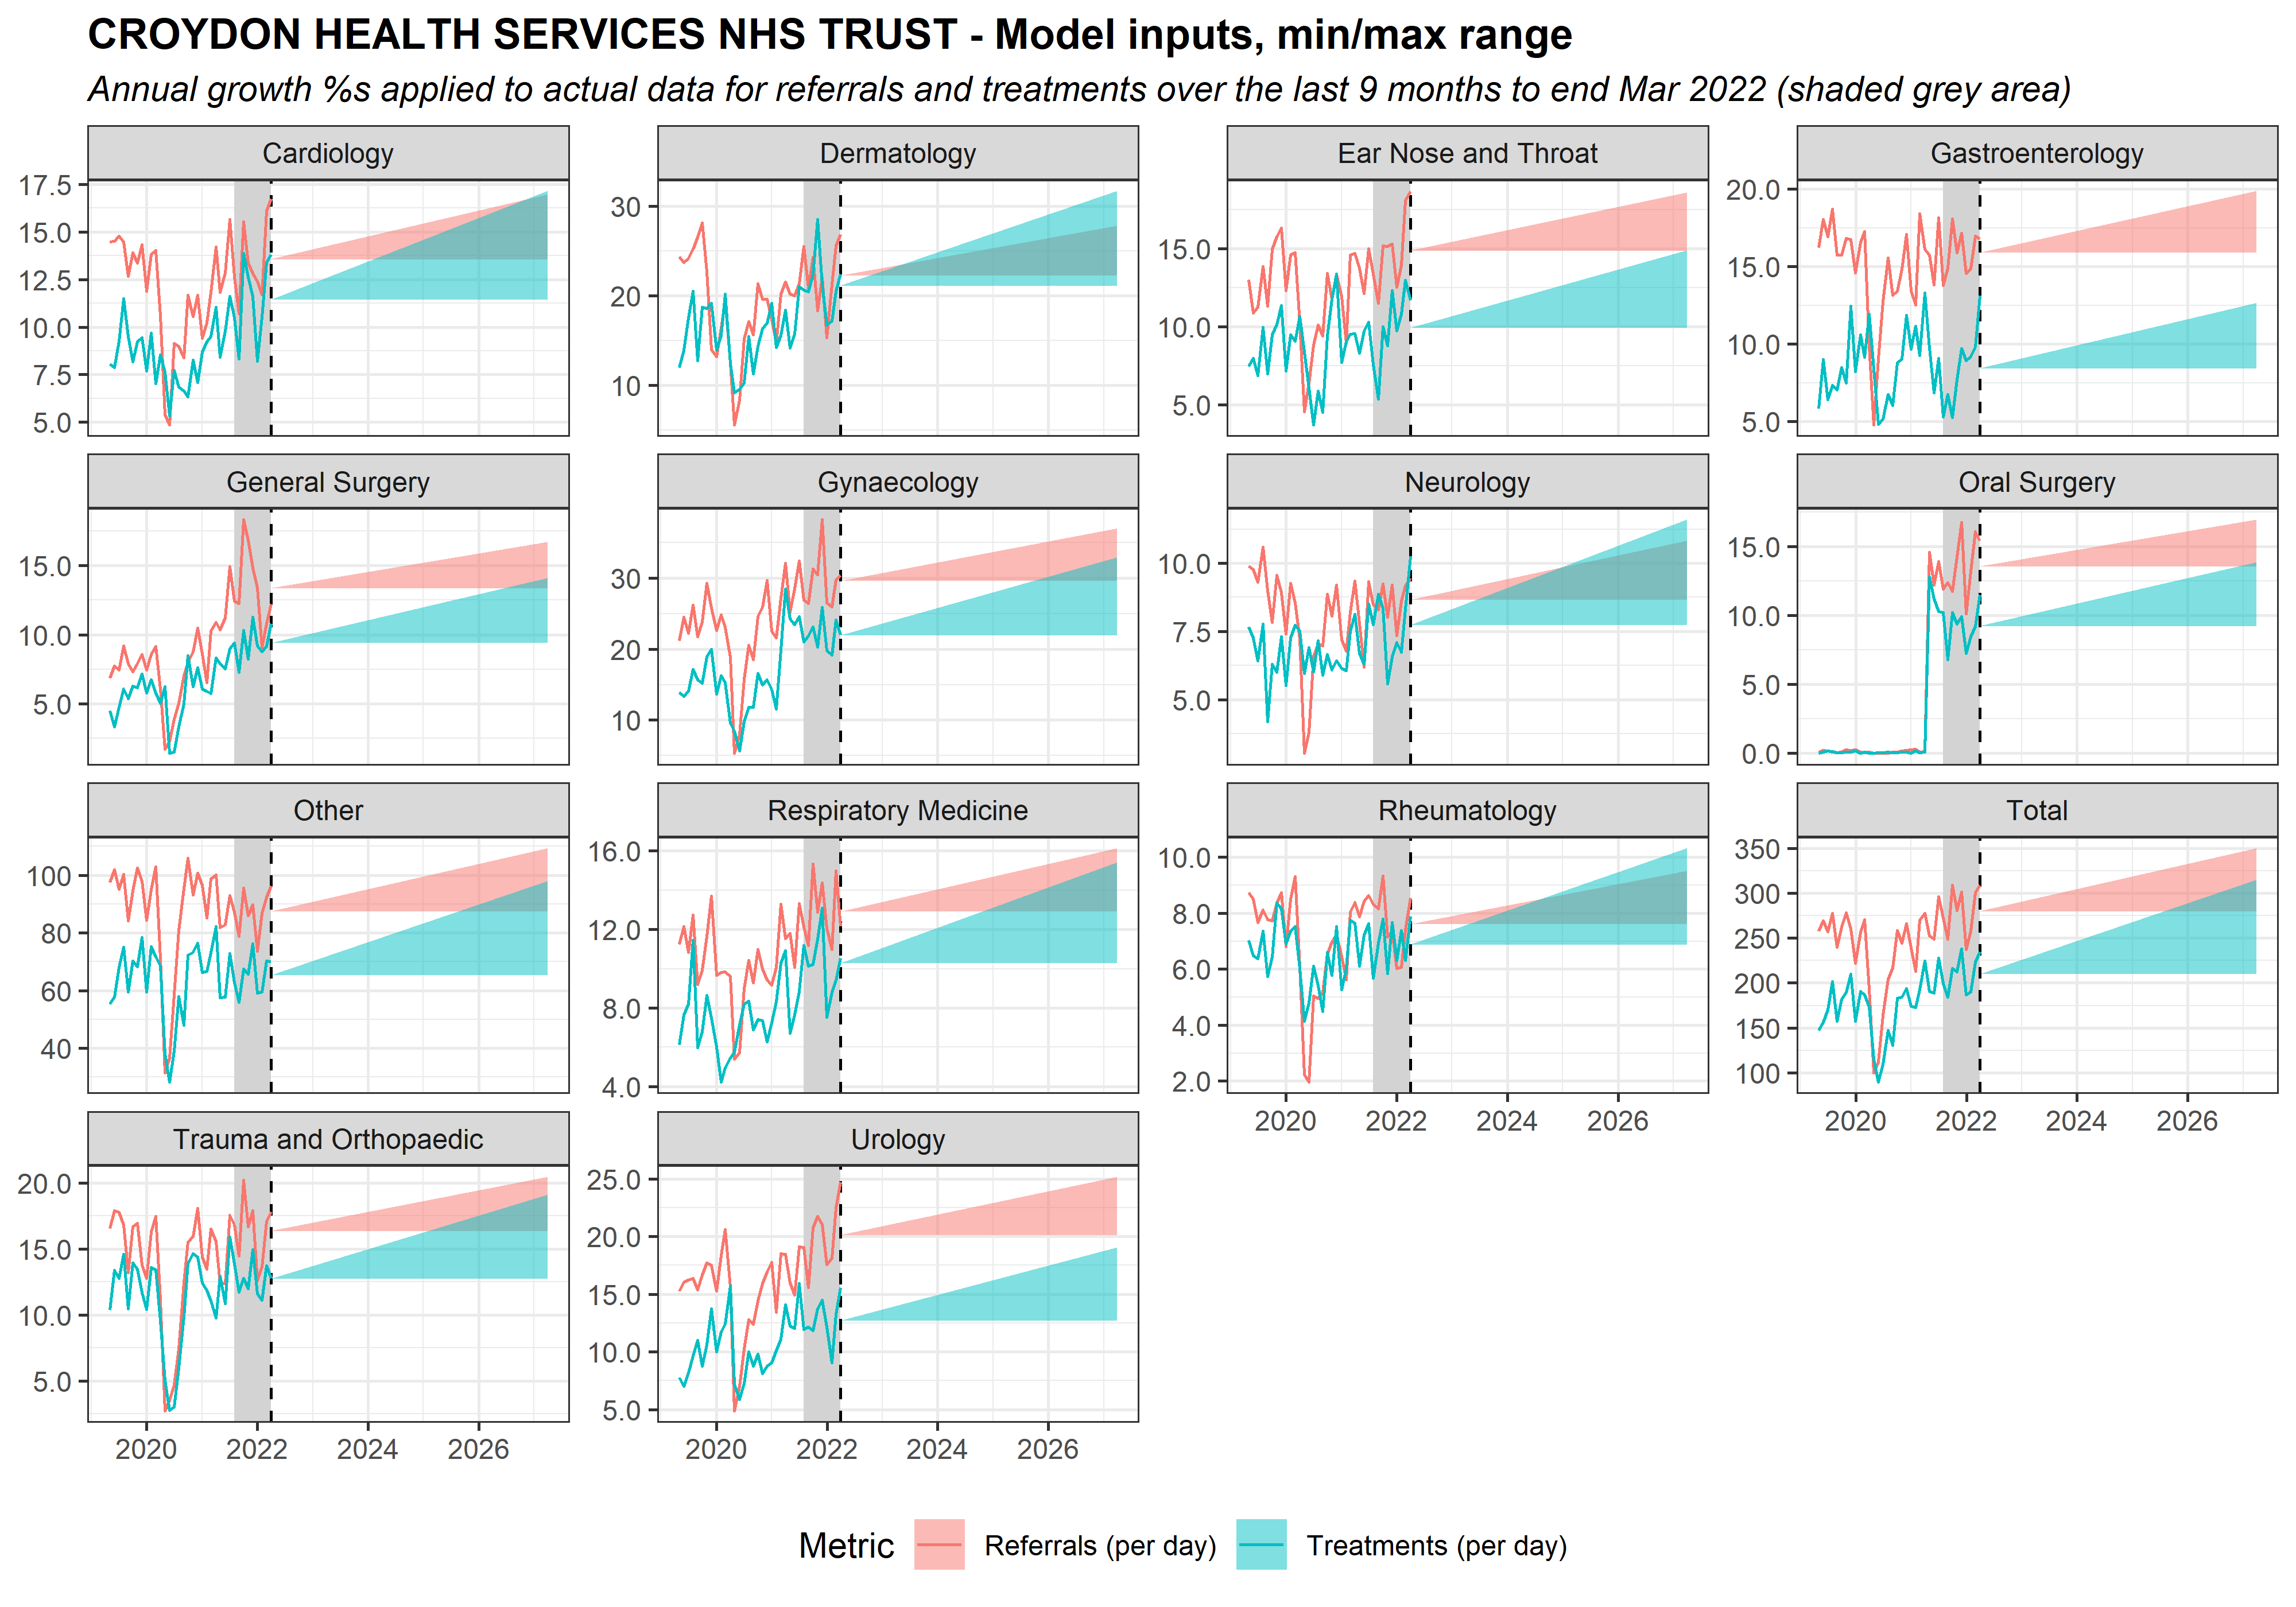 CROYDON HEALTH SERVICES NHS TRUST - Model inputs, min/max range
Annual growth %s applied to actual data for referrals and treatments over the last 9 months to end Mar 2022 (shaded grey area)
Cardiology
17.5
15.0
12.5
10.0
7.5
5.0
Dermatology
30
20
10
Ear Nose and Throat
15.0
10.0
5.0
Gastroenterology
20.0
15.0
10.0
5.0
General Surgery
15.0
10.0
5.0
Gynaecology
30
20
10
Neurology
10.0
7.5
5.0
Oral Surgery
15.0
10.0
5.0
0.0
Other
100
80
60
40
Respiratory Medicine
16.0
12.0
8.0
4.0
Rheumatology
10.0
8.0
6.0
4.0
2.0
2020 2022 2024 2026
Total
350
300
250
200
150
100
2020 2022 2024 2026
Trauma and Orthopaedic
20.0
15.0
10.0
5.0
2020 2022 2024 2026
Urology
25.0
20.0
15.0
10.0
5.0
2020 2022 2024 2026
Metric Referrals (per day) Treatments (per day)